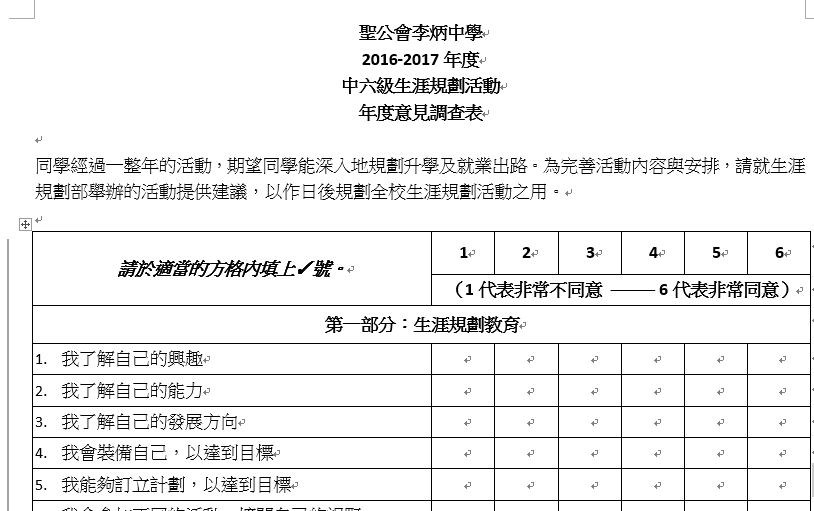 聖公會李炳中學
2016-2017 年度
中六級生涯規劃活動
年度意見調查表
同學經過一整年的活動，期望同學能深入地規劃升學及就業出路。為完善活動內容與安排，請就生涯
規劃部舉辦的活動提供建議，以作日後規劃全校生涯規劃活動之用。
請於適當的方格內填上✓號。
1 2 3 4 5 6
（1 代表非常不同意 ——— 6 代表非常同意）
第一部分：生涯規劃教育
1. 我了解自己的興趣
2. 我了解自己的能力
3. 我了解自己的發展方向
4. 我會裝備自己，以達到目標
5. 我能夠訂立計劃，以達到目標